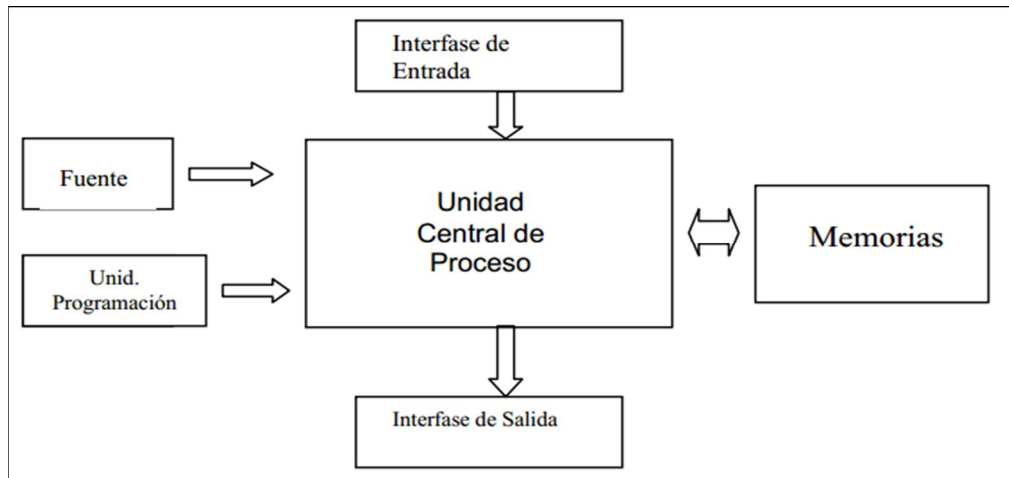 Interfase de
Entrada
Fuente
Unidad
Central de
Proceso
Memorias
Unid.
Programación
Interfase de Salida